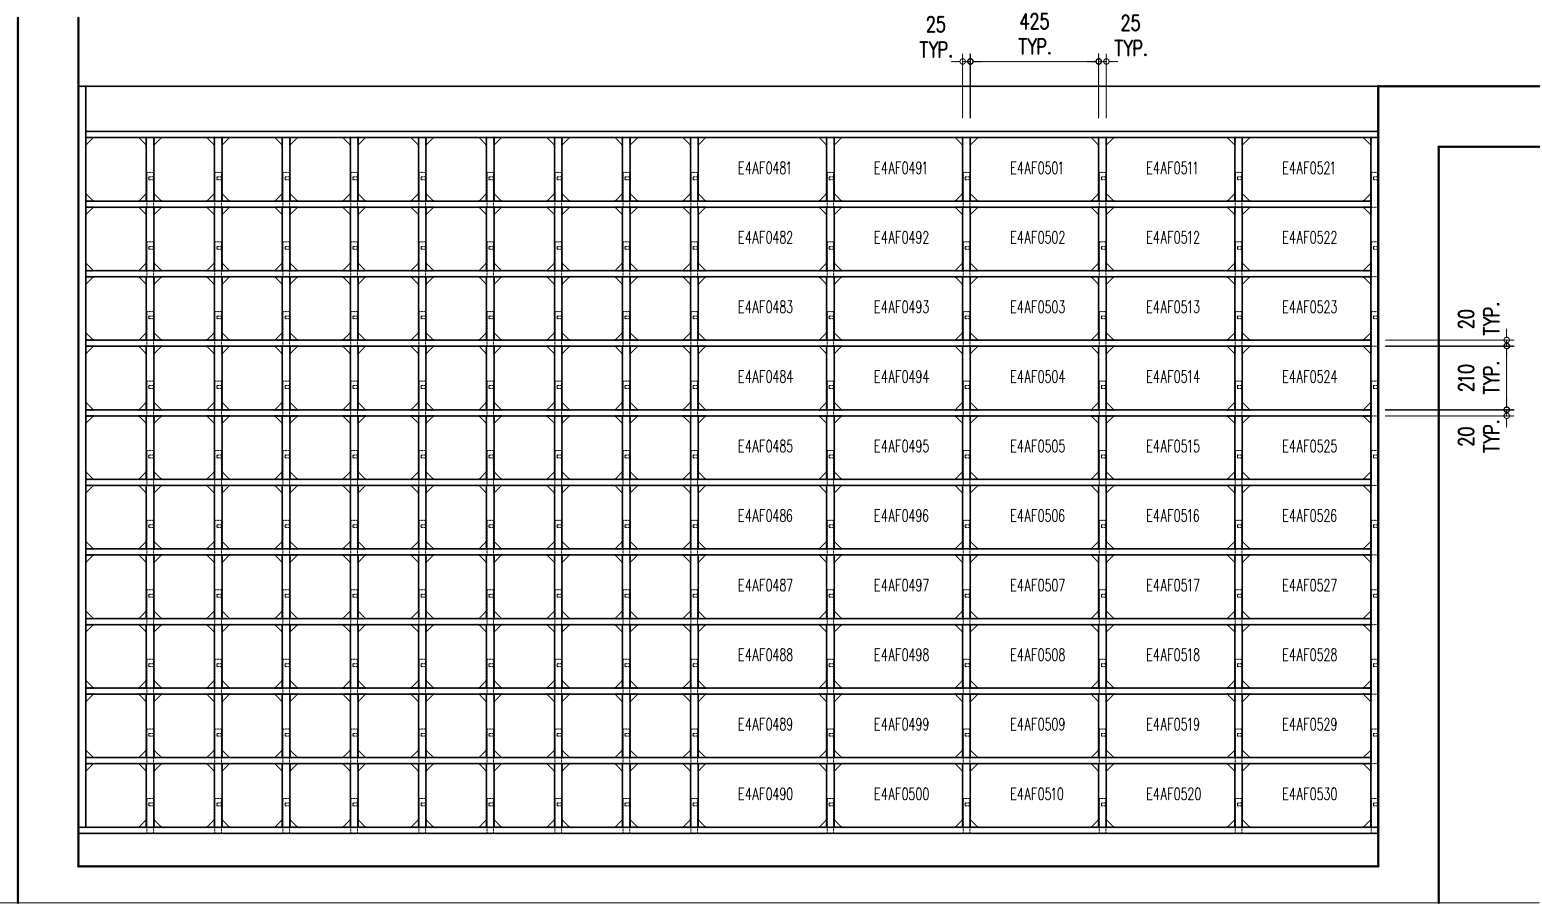 25
TYP.
425
TYP.
25
TYP.
E4AF0481 E4AF0491 E4AF0501 E4AF0511 E4AF0521
E4AF0482 E4AF0492 E4AF0502 E4AF0512 E4AF0522
E4AF0483 E4AF0493 E4AF0503 E4AF0513 E4AF0523
E4AF0484 E4AF0494 E4AF0504 E4AF0514 E4AF0524
E4AF0485 E4AF0495 E4AF0505 E4AF0515 E4AF0525
E4AF0486 E4AF0496 E4AF0506 E4AF0516 E4AF0526
E4AF0487 E4AF0497 E4AF0507 E4AF0517 E4AF0527
E4AF0488 E4AF0498 E4AF0508 E4AF0518 E4AF0528
E4AF0489 E4AF0499 E4AF0509 E4AF0519 E4AF0529
E4AF0490 E4AF0500 E4AF0510 E4AF0520 E4AF0530
20
TYP.
210
TYP.
20
TYP.